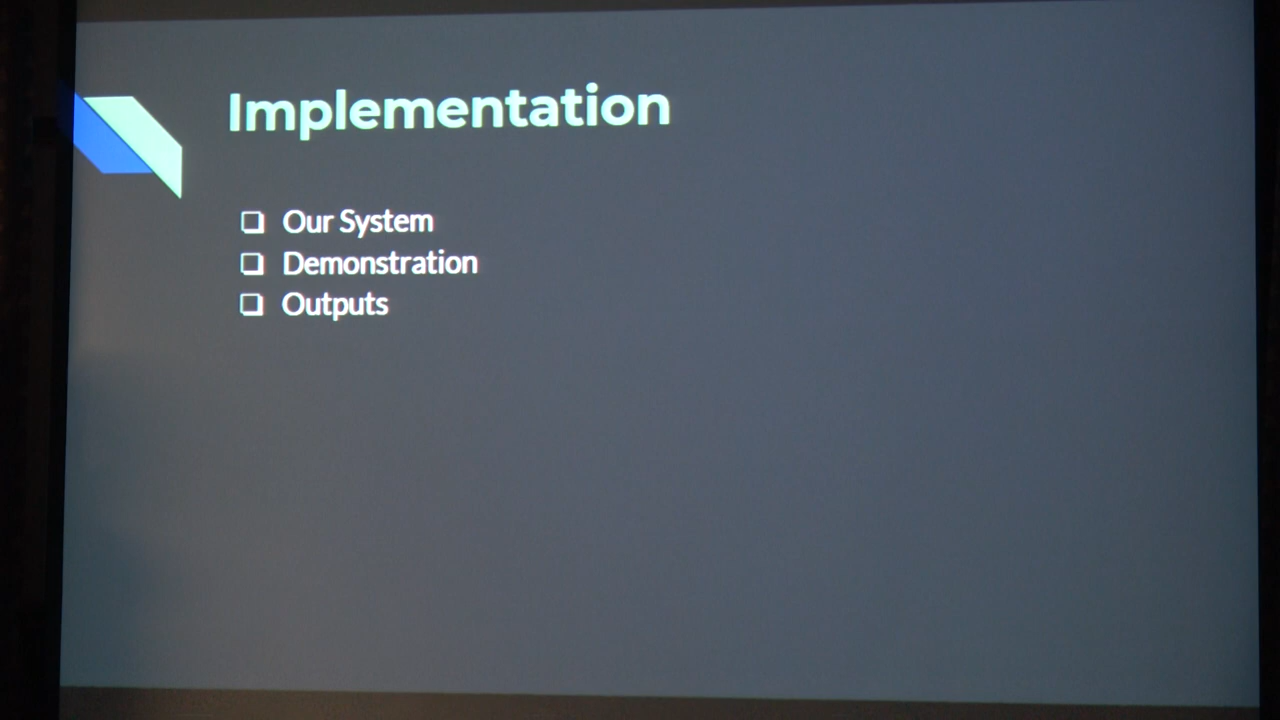 Implementation
❏ Our System
❏ Demonstration
❏ Outputs